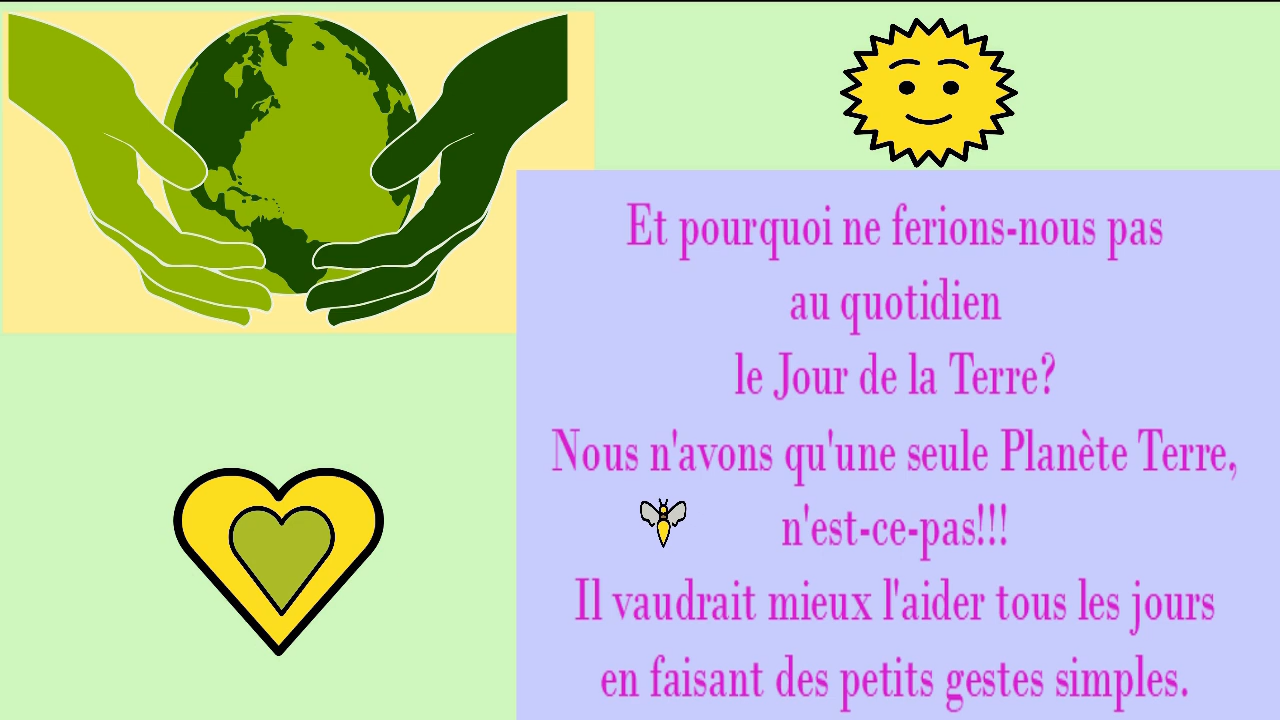 Et pourquoi ne ferions-nous pas
au quotidien
le Jour de la Terre?
Nous n'avons qu'une seule Planète Terre,
n'est-ce-pas!!!
Il vaudrait mieux l'aider tous les jours
en faisant des petits gestes simples.